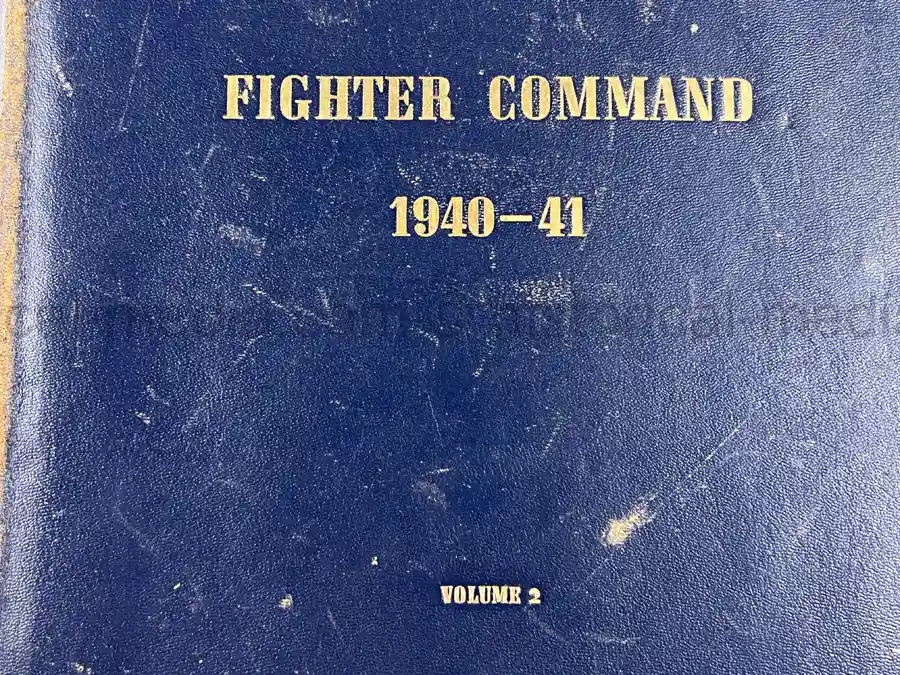 FIGHTER COMMAND
1940-41
VOLUME 2